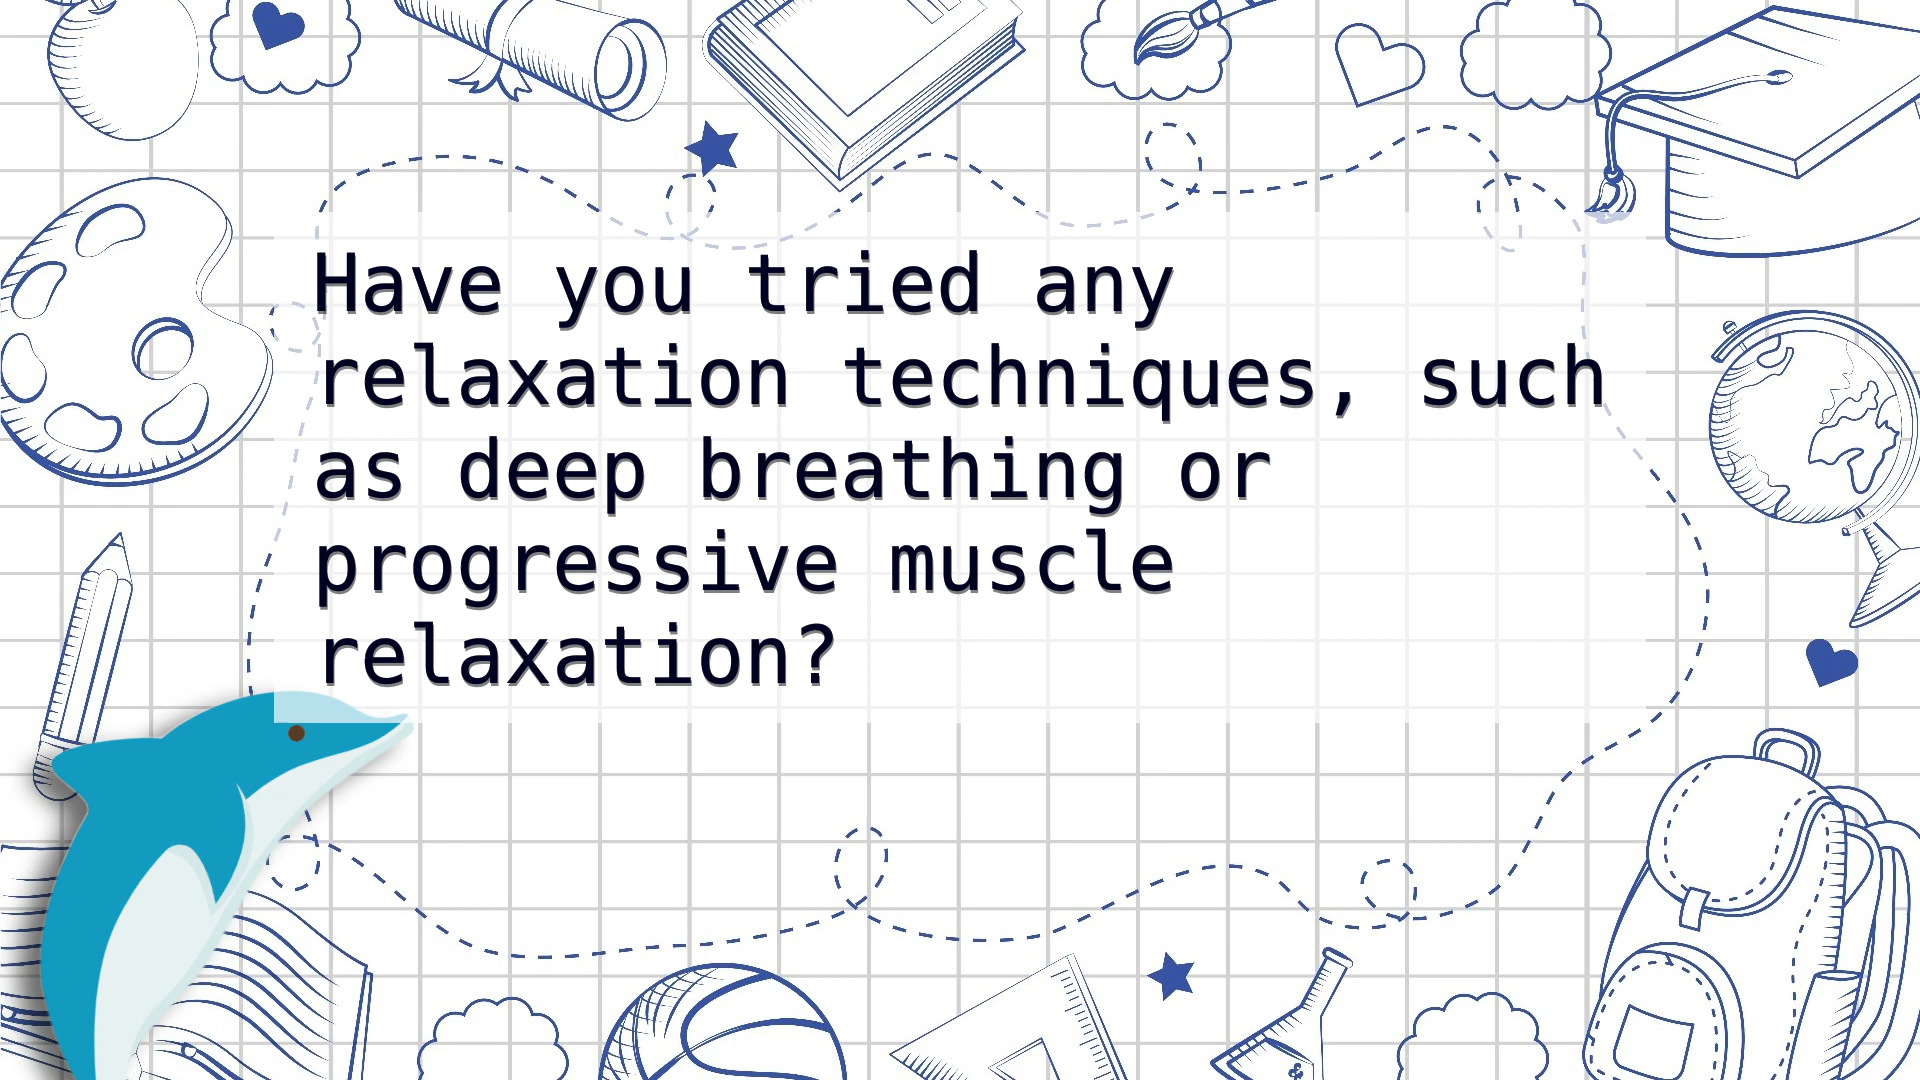 Have you tried any
relaxation techniques, such
as deep breathing or
progressive muscle
relaxation?